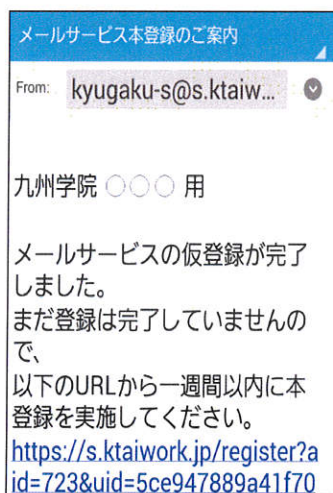 メールサービス本登録のご案内
From: kyugaku-s@s.ktaiw...
九州学院 ○○○ 用
メールサービスの仮登録が完了
しました。
まだ登録は完了していませんの
で、
以下のURLから一週間以内に本
登録を実施してください。
https://s.ktaiwork.jp/register?a
id=723&uid=5ce947889a41f70